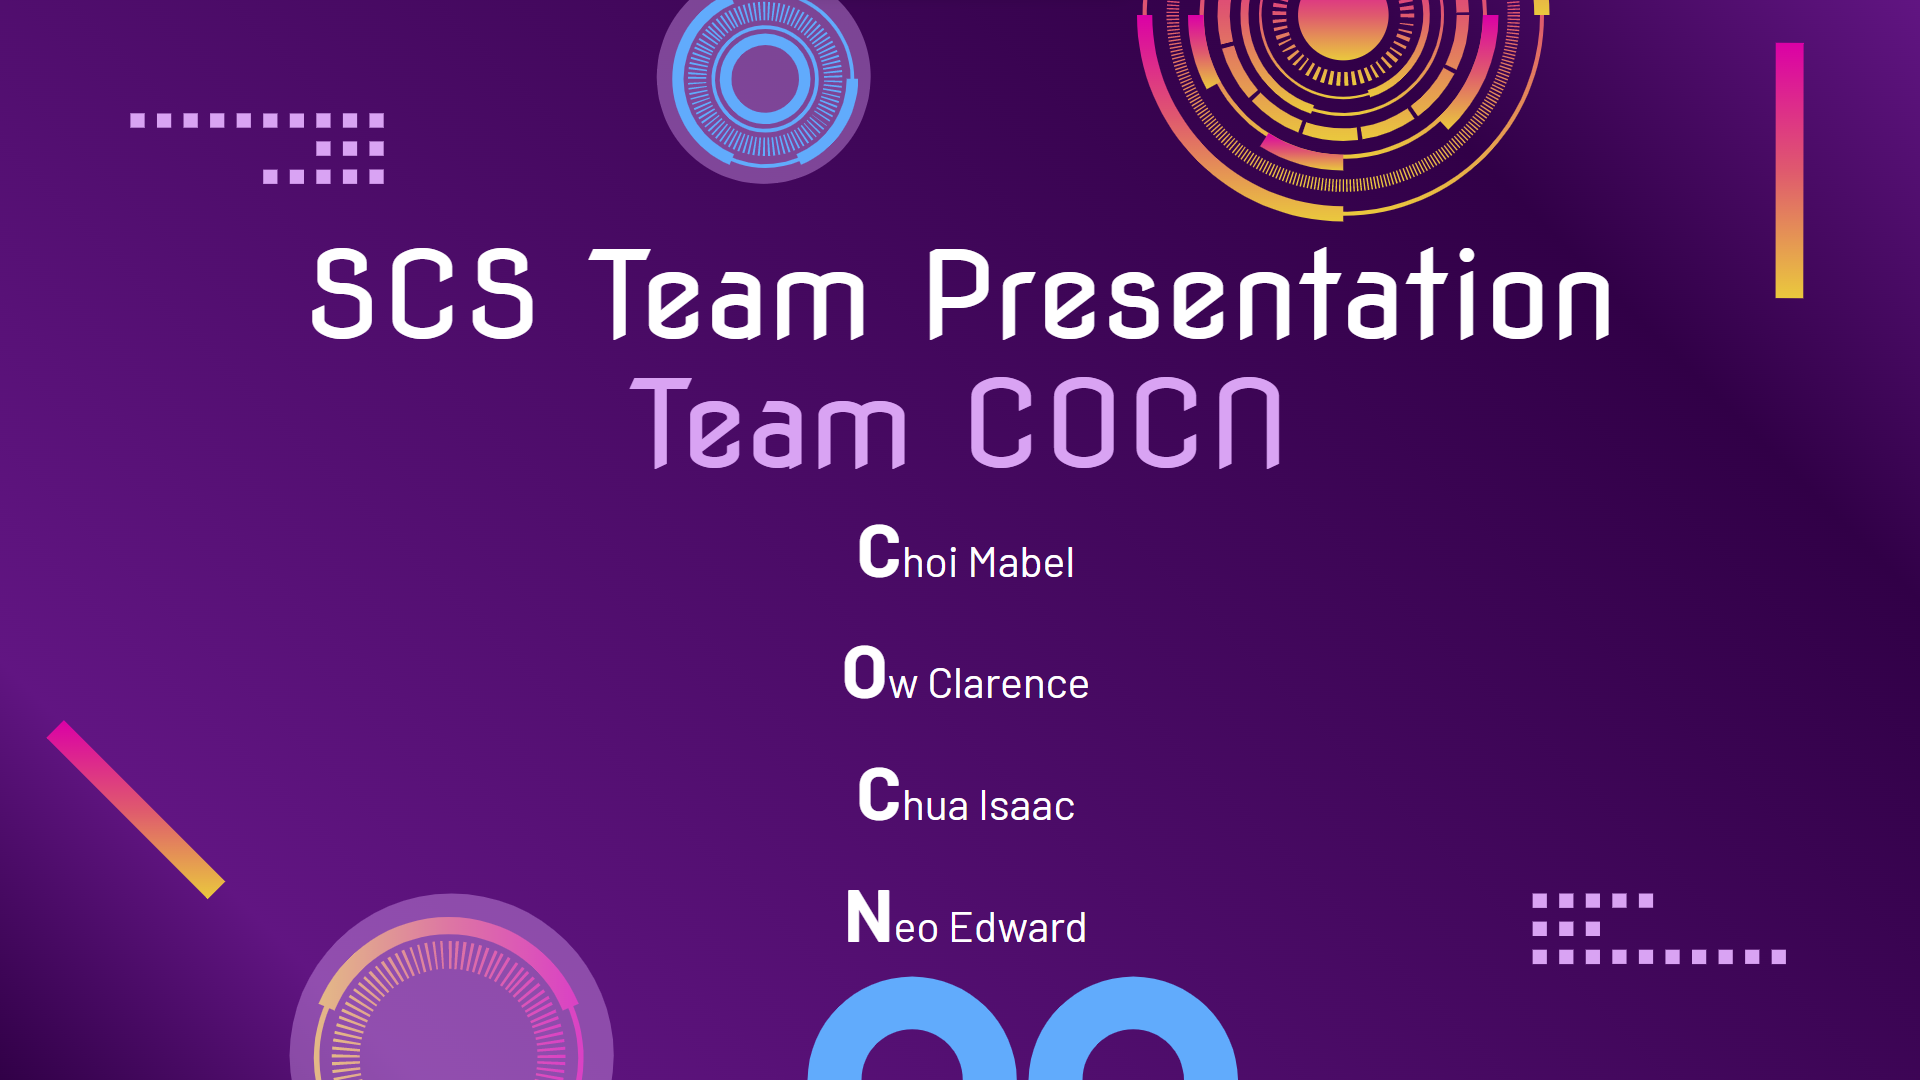 SCS Team Presentation
Team COCN
Choi Mabel
Ow Clarence
Chua Isaac
Neo Edward